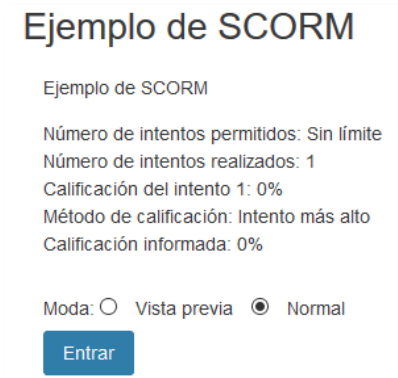 Ejemplo de SCORM
Ejemplo de SCORM
Número de intentos permitidos: Sin límite
Número de intentos realizados: 1
Calificación del intento 1: 0%
Método de calificación: Intento más alto
Calificación informada: 0%
Moda: Vista previa Normal
Entrar